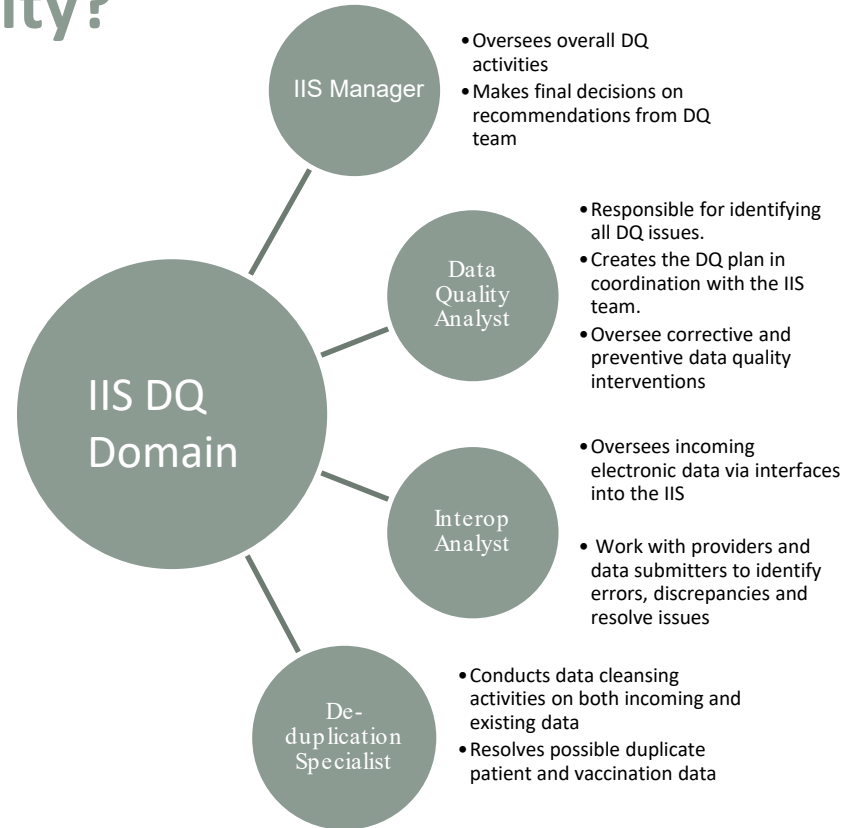 ity?
IIS Manager
•Oversees overall DQ
activities
•Makes final decisions on
recommendations from DQ
team
Data
Quality
Analyst
•Responsible for identifying
all DQ issues.
•Creates the DQ plan in
coordination with the IIS
team.
•Oversee corrective and
preventive data quality
interventions
IIS DQ
Domain
Interop
Analyst
•Oversees incoming
electronic data via interfaces
into the IIS
• Work with providers and
data submitters to identify
errors, discrepancies and
resolve issues
De-
duplication
Specialist
•Conducts data cleansing
activities on both incoming and
existing data
•Resolves possible duplicate
patient and vaccination data